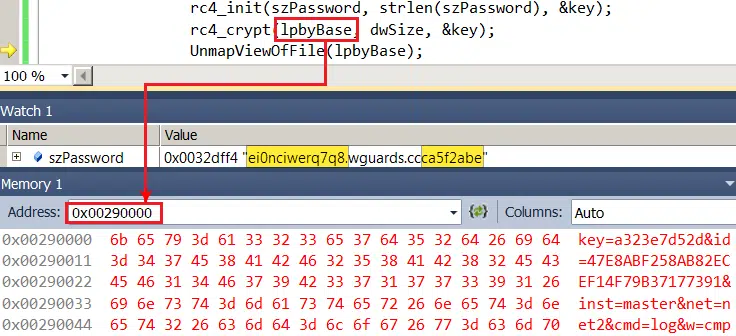 rc4_init(szPassword, strlen(szPassword), &key);
rc4_crypt(lpbyBase, dwSize, &key);
UnmapViewOfFile(lpbyBase);
100 %
Watch 1
Name Value
szPassword 0x0032dff4 "ei0nciwerq7q8.wguards.ccca5f2abe"
Memory 1
Address: 0x00290000 Columns: Auto
0x00290000 6b 65 79 3d 61 33 32 33 65 37 64 35 32 64 26 69 64 key=a323e7d52d&id
0x00290011 3d 34 37 45 38 41 42 46 32 35 38 41 42 38 32 45 43 =47E8ABF258AB82EC
0x00290022 45 46 31 34 46 37 39 42 33 37 31 37 37 33 39 31 26 EF14F79B37177391&
0x00290033 69 6e 73 74 3d 6d 61 73 74 65 72 26 6e 65 74 3d 6e inst=master&net=n
0x00290044 65 74 32 26 63 6d 64 3d 6c 6f 67 26 77 3d 63 6d 70 et2&cmd=log&w=cmp